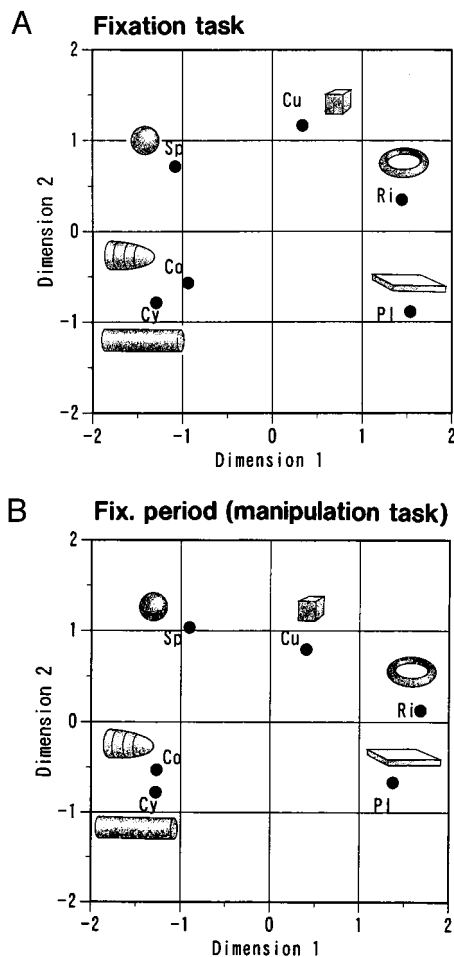 A Fixation task
2
Cu
1
Sp
Ri
Dimension 2
0
Co
Pl
Cy
−1
−2
−2 −1 0 1 2
Dimension 1
B Fix. period (manipulation task)
2
1
Sp Cu
Ri
Dimension 2
0
Co
Pl
Cy
−1
−2
−2 −1 0 1 2
Dimension 1